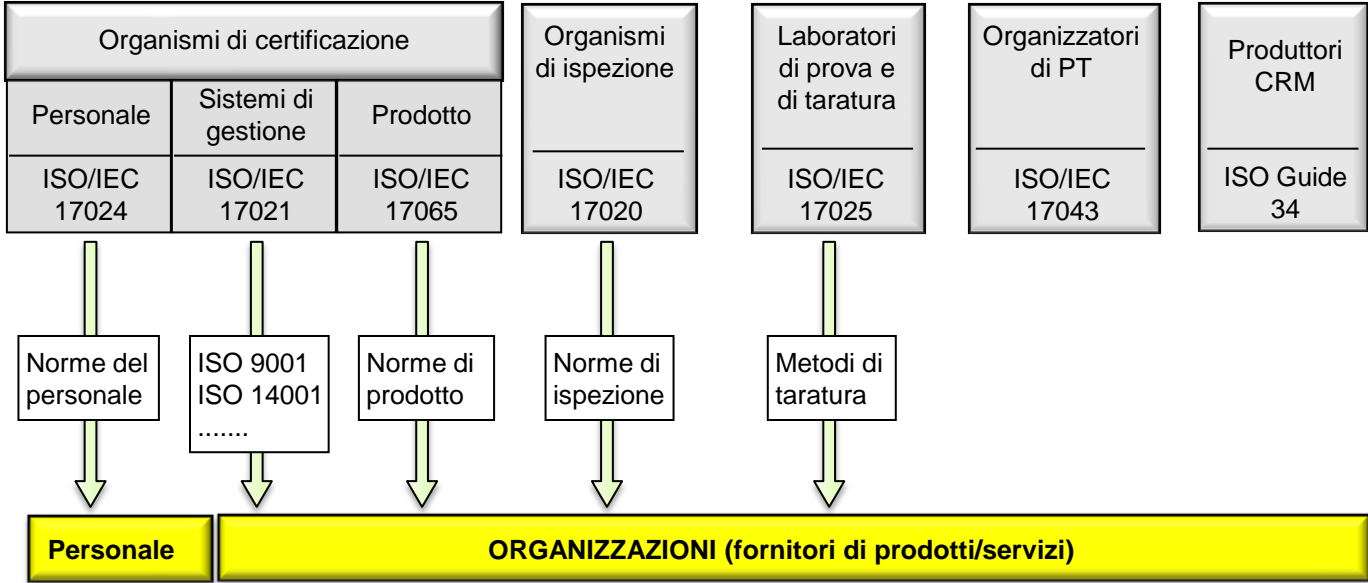 Organismi di certificazione
Personale
ISO/IEC
17024
Sistemi di
gestione
ISO/IEC
17021
Prodotto
ISO/IEC
17065
Organismi
di ispezione
ISO/IEC
17020
Laboratori
di prova e
di taratura
ISO/IEC
17025
Organizzatori
di PT
ISO/IEC
17043
Produttori
CRM
ISO Guide
34
Norme del
personale
ISO 9001
ISO 14001
.......
Norme di
prodotto
Norme di
ispezione
Metodi di
taratura
Personale
ORGANIZZAZIONI (fornitori di prodotti/servizi)